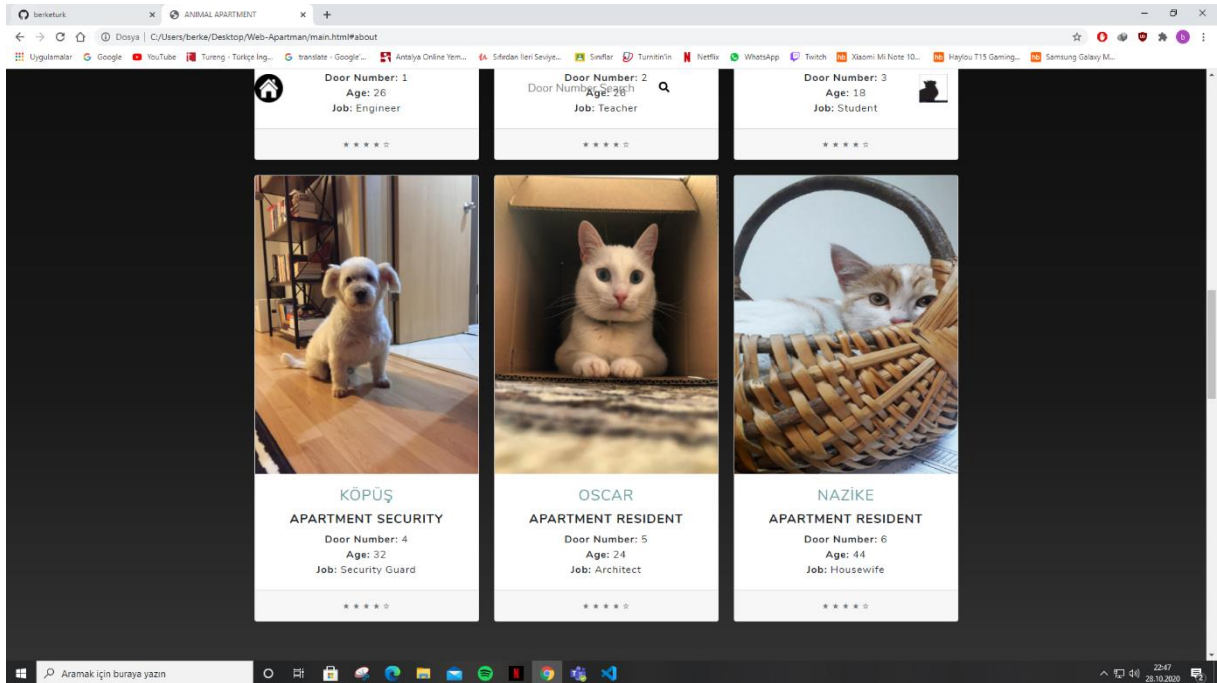 berketurk
ANIMAL APARTMENT
Dosya | C:/Users/berke/Desktop/Web-Apartman/main.html#about
Uygulamalar Google YouTube Tureng - Türkçe İng... translate - Google'... Antalya Online Yem... Sıfırdan İleri Seviye... Sınıflar Turnitin'in Netflix WhatsApp Twitch Xiaomi Mi Note 10... Haylou T15 Gaming... Samsung Galaxy M...
Door Number: 1
Age: 26
Job: Engineer
Door Number: 2
Door Number Search
Age: 26
Job: Teacher
Door Number: 3
Age: 18
Job: Student
KÖPÜŞ
APARTMENT SECURITY
Door Number: 4
Age: 32
Job: Security Guard
OSCAR
APARTMENT RESIDENT
Door Number: 5
Age: 24
Job: Architect
NAZİKE
APARTMENT RESIDENT
Door Number: 6
Age: 44
Job: Housewife
Aramak için buraya yazın
22:47
28.10.2020